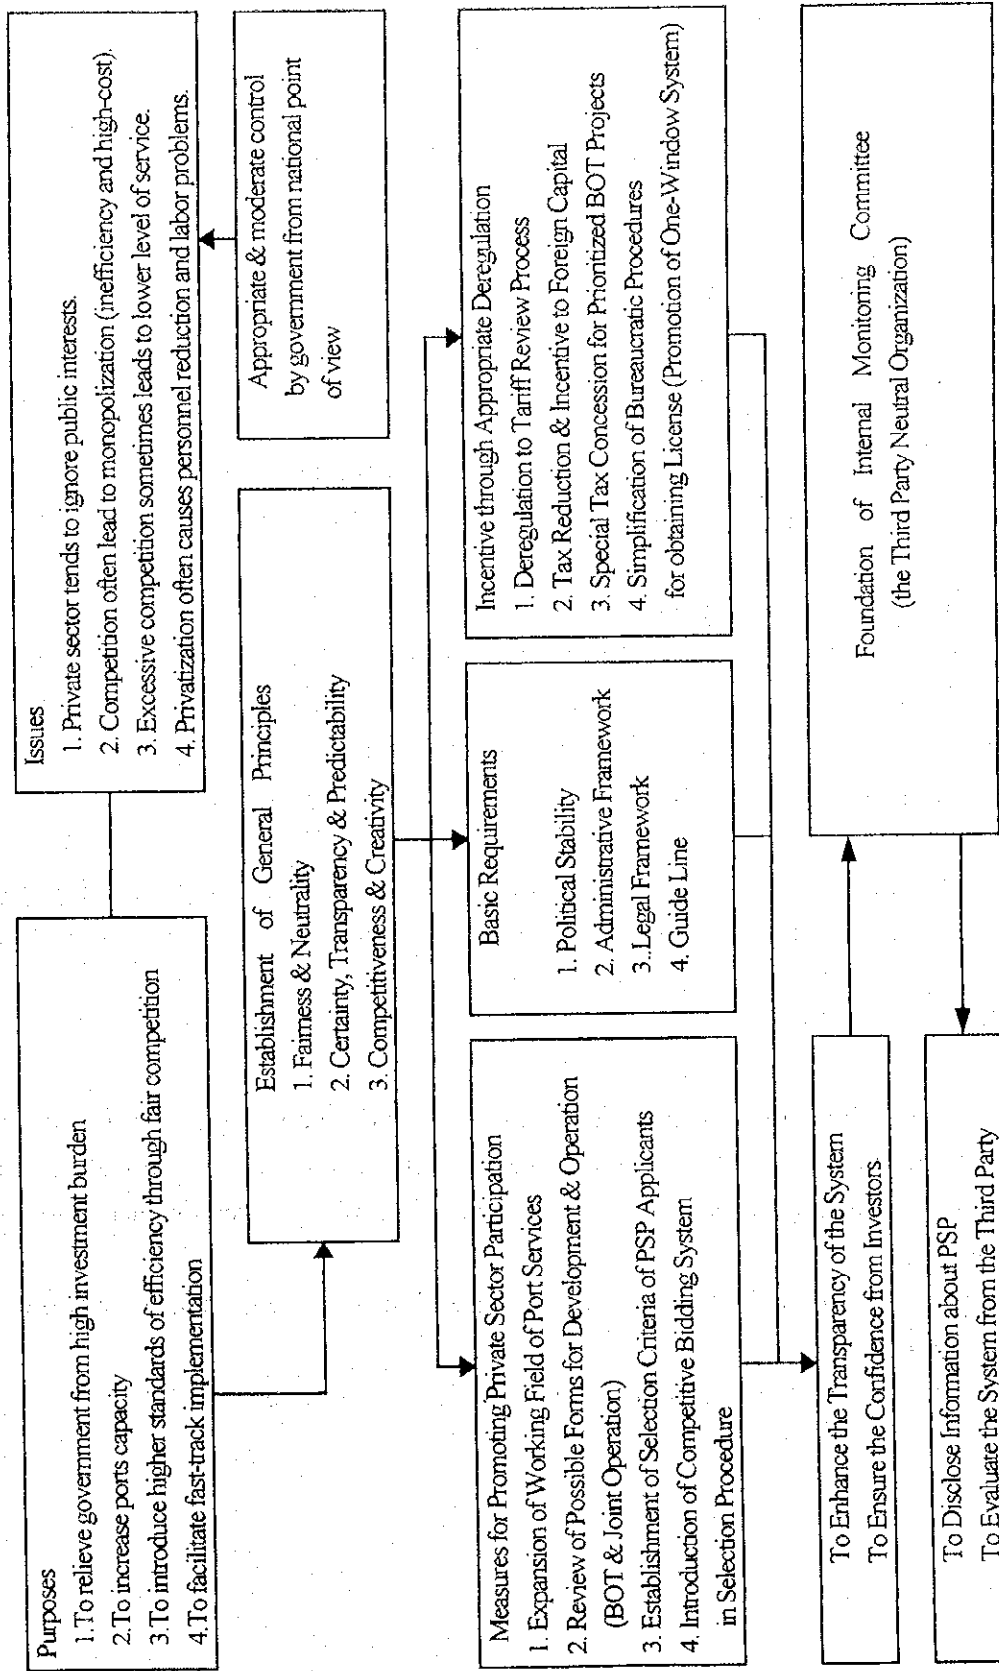 Purposes
1.To relieve government from high investment burden
2.To increase ports capacity
3.To introduce higher standards of efficiency through fair competition
4.To facilitate fast-track implementation
Issues
1. Private sector tends to ignore public interests.
2. Competition often lead to monopolization (inefficiency and high-cost).
3. Excessive competition sometimes leads to lower level of service.
4. Privatization often causes personnel reduction and labor problems.
Establishment of General Principles
1. Fairness & Neutrality
2. Certainty, Transparency & Predictability
3. Competitiveness & Creativity
Appropriate & moderate control
by government from national point
of view
Measures for Promoting Private Sector Participation
1. Expansion of Working Field of Port Services
2. Review of Possible Forms for Development & Operation
(BOT & Joint Operation)
3. Establishment of Selection Criteria of PSP Applicants
4. Introduction of Competitive Bidding System
in Selection Procedure
Basic Requirements
1. Political Stability
2. Administrative Framework
3..Legal Framework
4. Guide Line
Incentive through Appropriate Deregulation
1. Deregulation to Tariff Review Process
2. Tax Reduction & Incentive to Foreign Capital
3. Special Tax Concession for Prioritized BOT Projects
4. Simplification of Bureaucratic Procedures
for obtaining License (Promotion of One-Window System)
To Enhance the Transparency of the System
To Ensure the Confidence from Investors
Foundation of Internal Monitoring Committee
(the Third Party Neutral Organization)
To Disclose Information about PSP
To Evaluate the System from the Third Party